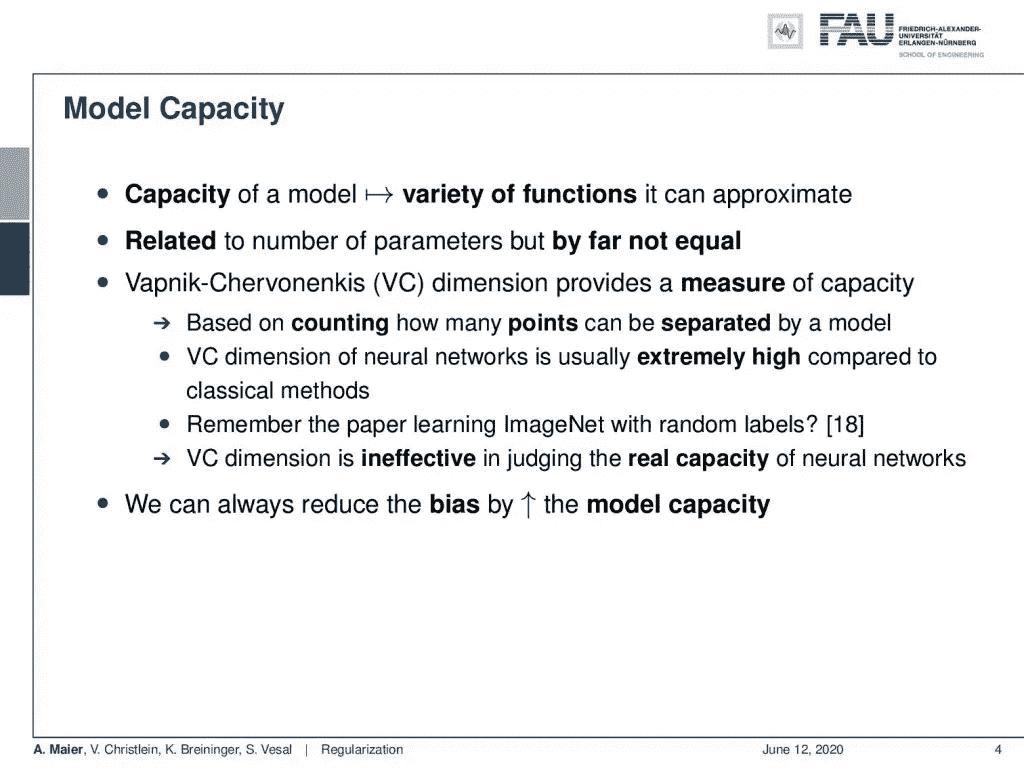 FAU
FRIEDRICH-ALEXANDER-
UNIVERSITÄT
ERLANGEN-NÜRNBERG
SCHOOL OF ENGINEERING
Model Capacity
• Capacity of a model ↦ variety of functions it can approximate
• Related to number of parameters but by far not equal
• Vapnik-Chervonenkis (VC) dimension provides a measure of capacity
➔ Based on counting how many points can be separated by a model
• VC dimension of neural networks is usually extremely high compared to
classical methods
• Remember the paper learning ImageNet with random labels? [18]
➔ VC dimension is ineffective in judging the real capacity of neural networks
• We can always reduce the bias by ↑ the model capacity
A. Maier, V. Christlein, K. Breininger, S. Vesal | Regularization June 12, 2020 4